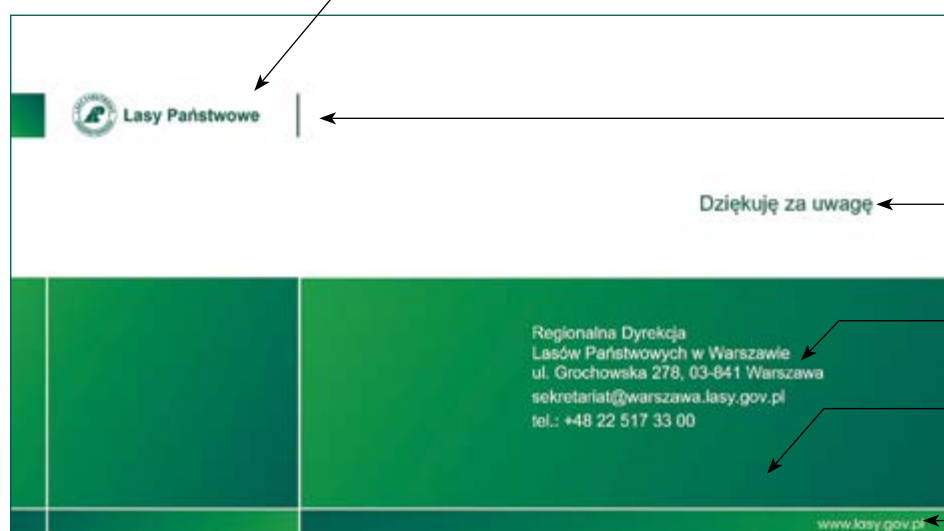 Lasy Państwowe
Dziękuję za uwagę
Regionalna Dyrekcja
Lasów Państwowych w Warszawie
ul. Grochowska 278, 03-841 Warszawa
sekretariat@warszawa.lasy.gov.pl
tel.: +48 22 517 33 00
www.lasy.gov.pl